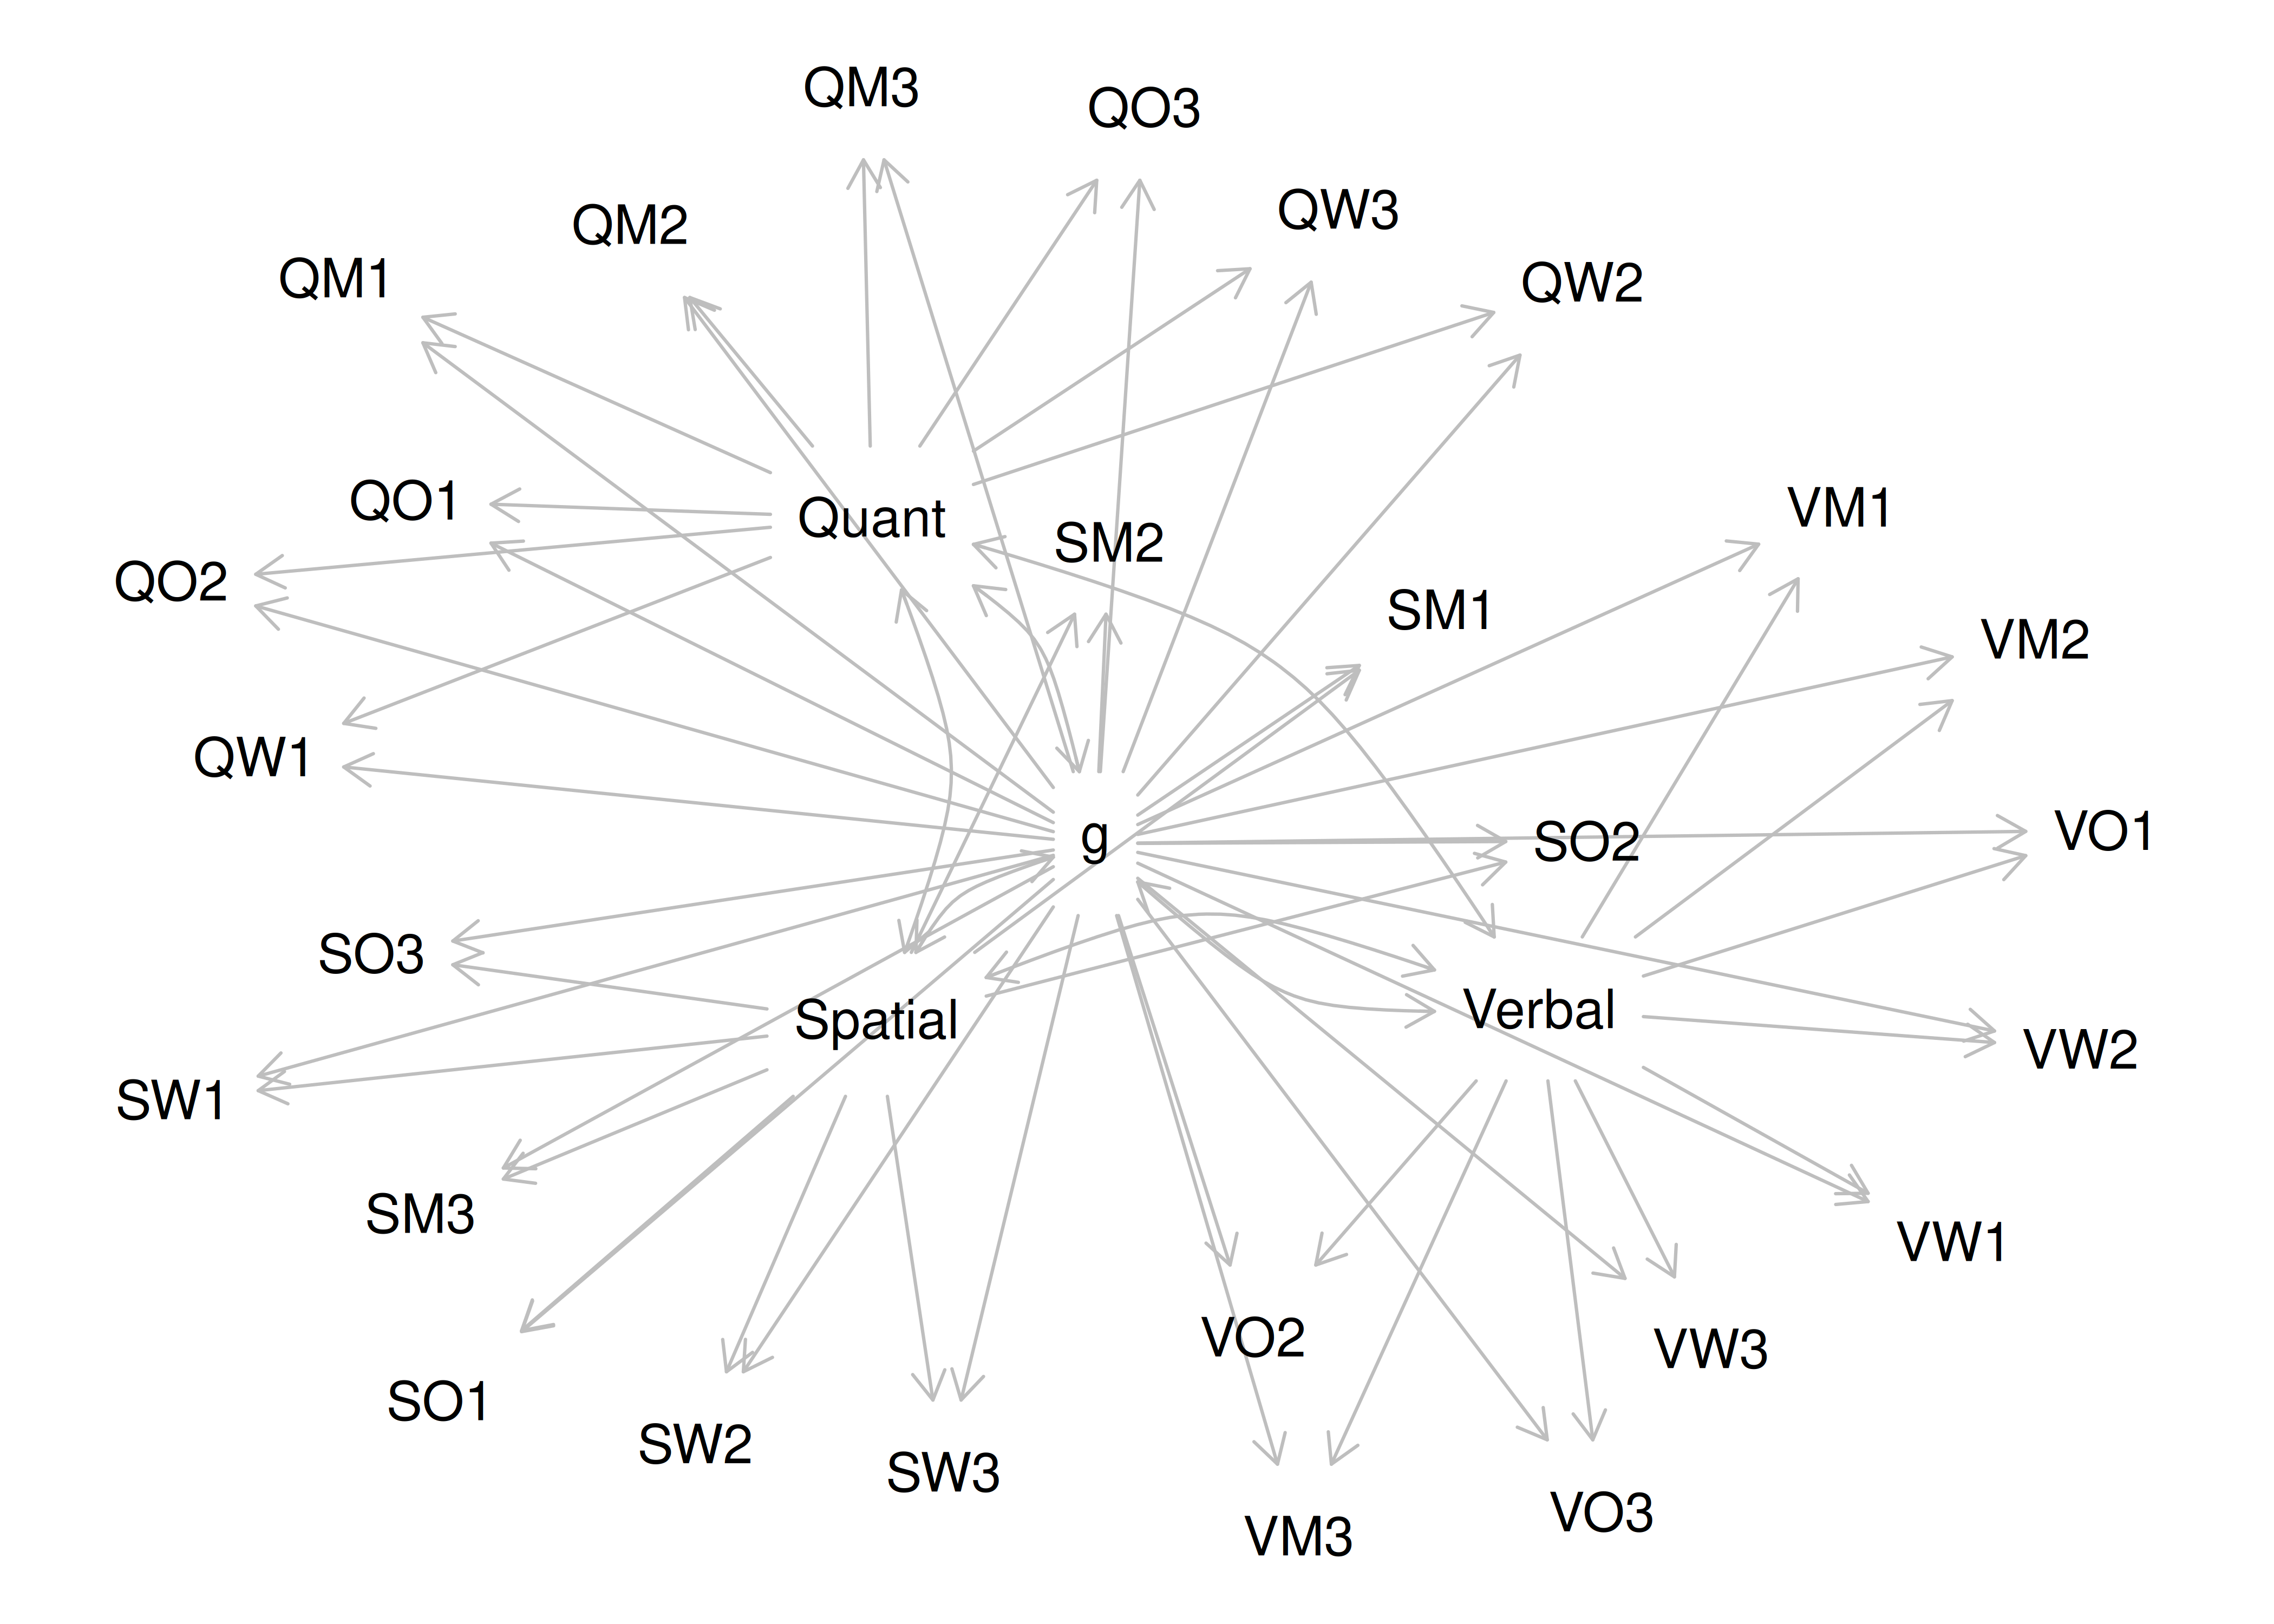 QM3
QO3
QW3
QM2
QM1
QW2
QO1
Quant
VM1
SM2
QO2
SM1
VM2
QW1
g
SO2
VO1
SO3
Spatial
Verbal
VW2
SW1
SM3
VW1
VO2
VW3
SO1
SW2
SW3
VO3
VM3